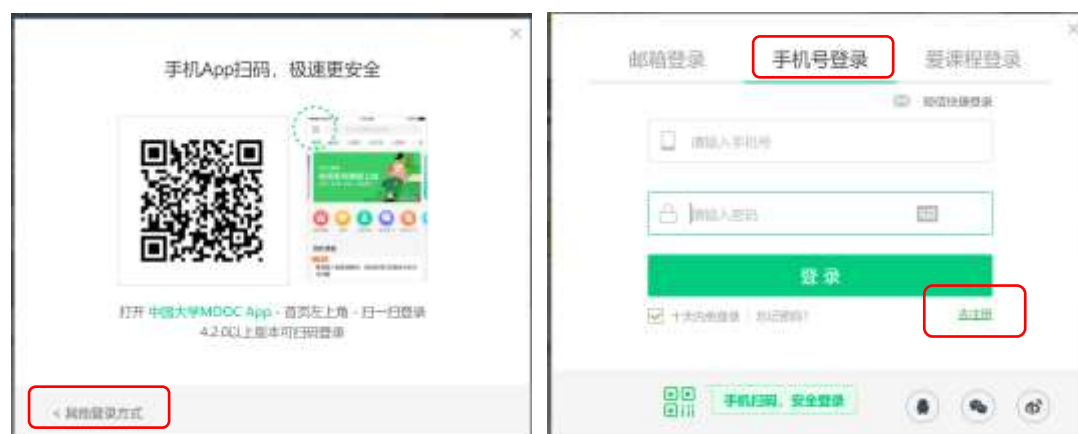 手机App扫码，极速更安全
打开 中国大学MOOC App - 首页左上角 - 扫一扫登录
4.2.0以上版本可扫码登录
< 其他登录方式
邮箱登录
手机号登录
爱课程登录
短信快捷登录
请输入手机号
请输入密码
登 录
十天内免登录 | 忘记密码?
去注册
手机扫码，安全登录